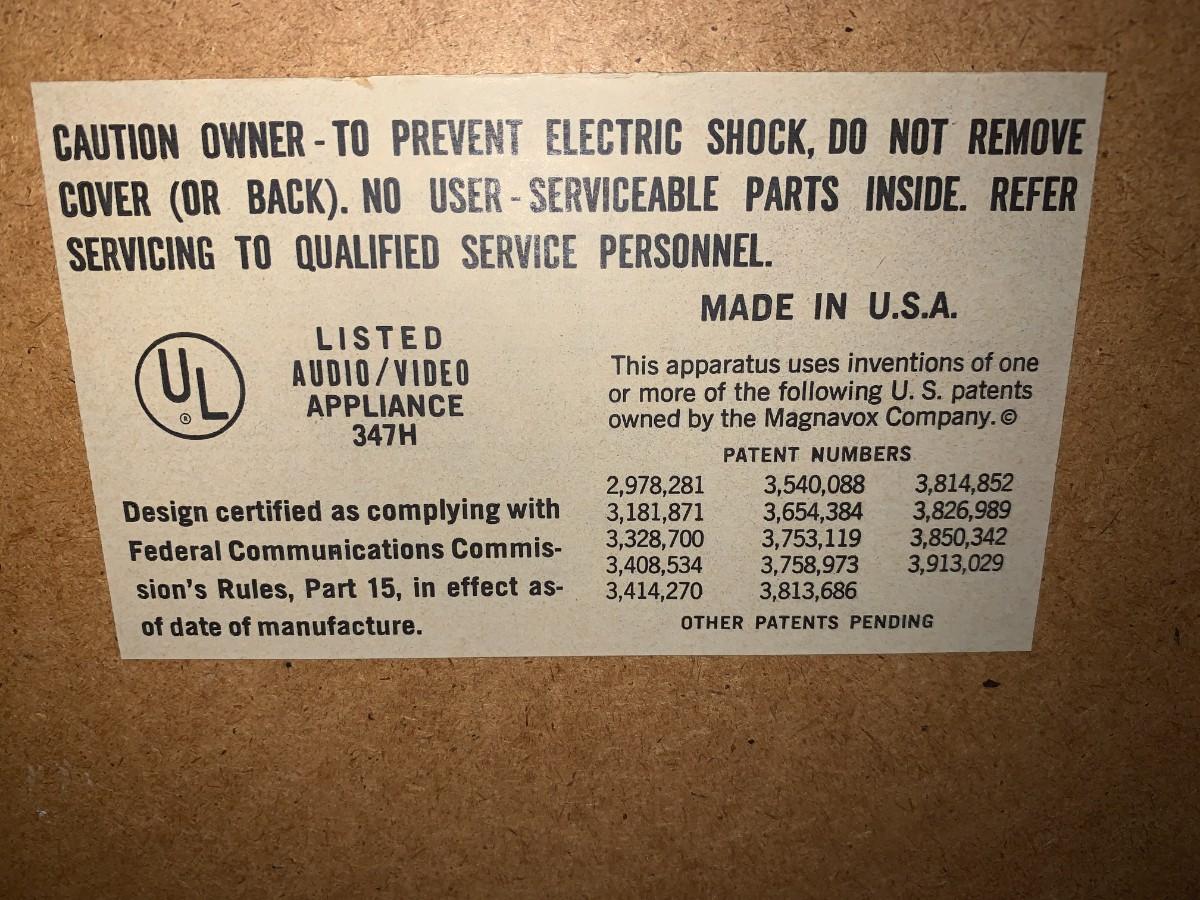 CAUTION OWNER - TO PREVENT ELECTRIC SHOCK, DO NOT REMOVE
COVER (OR BACK). NO USER - SERVICEABLE PARTS INSIDE. REFER
SERVICING TO QUALIFIED SERVICE PERSONNEL.
MADE IN U.S.A.
UL
®
LISTED
AUDIO/VIDEO
APPLIANCE
347H
Design certified as complying with
Federal Communications Commis-
sion's Rules, Part 15, in effect as-
of date of manufacture.
This apparatus uses inventions of one
or more of the following U. S. patents
owned by the Magnavox Company. ©
PATENT NUMBERS
2,978,281 3,540,088 3,814,852
3,181,871 3,654,384 3,826,989
3,328,700 3,753,119 3,850,342
3,408,534 3,758,973 3,913,029
3,414,270 3,813,686
OTHER PATENTS PENDING